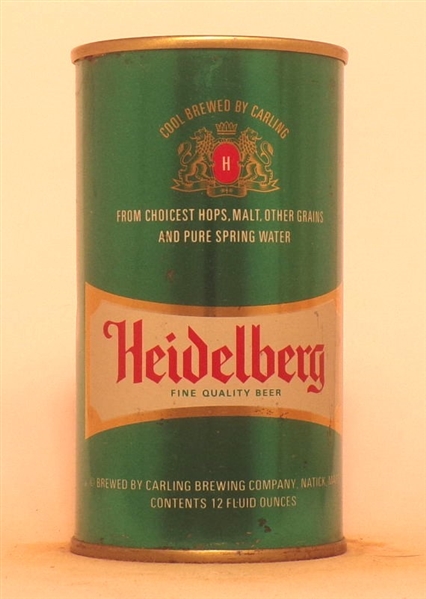 COOL BREWED BY CARLING
H
FROM CHOICEST HOPS, MALT, OTHER GRAINS
AND PURE SPRING WATER
Heidelberg
FINE QUALITY BEER
BREWED BY CARLING BREWING COMPANY, NATICK,
CONTENTS 12 FLUID OUNCES